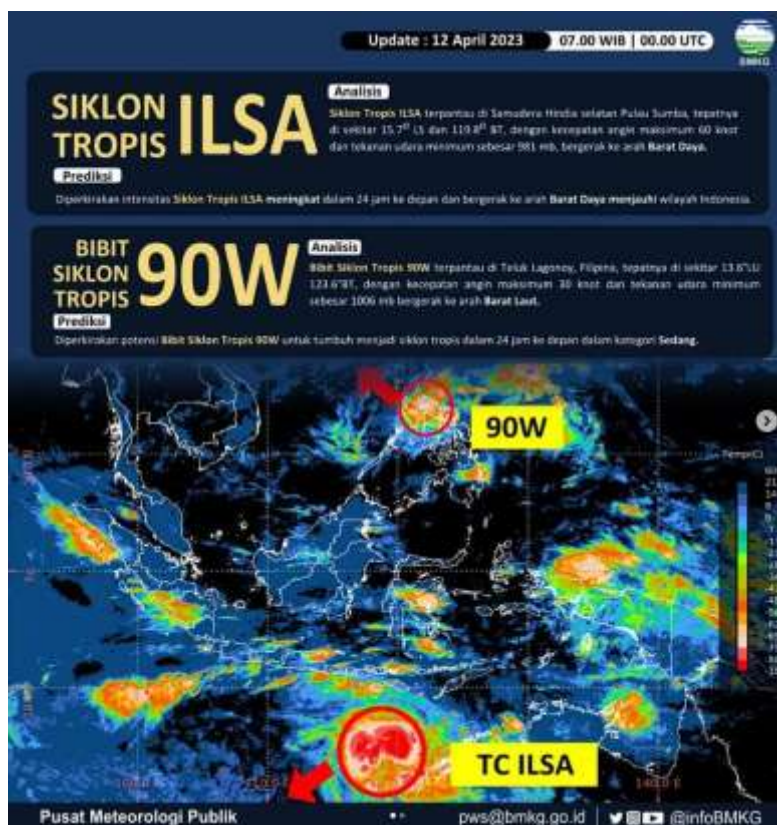 Update : 12 April 2023 07.00 WIB | 00.00 UTC
BMKG
SIKLON
TROPIS
ILSA
Analisis
Siklon Tropis ILSA terpantau di Samudera Hindia selatan Pulau Sumba, tepatnya
di sekitar 15.7° LS dan 119.8° BT, dengan kecepatan angin maksimum 60 knot
dan tekanan udara minimum sebesar 981 mb, bergerak ke arah Barat Daya.
Prediksi
Diperkirakan intensitas Siklon Tropis ILSA meningkat dalam 24 jam ke depan dan bergerak ke arah Barat Daya menjauhi wilayah Indonesia.
BIBIT
SIKLON
TROPIS
90W
Analisis
Bibit Siklon Tropis 90W terpantau di Teluk Lagonoy, Filipina, tepatnya di sekitar 13.6°LU
123.6°BT, dengan kecepatan angin maksimum 30 knot dan tekanan udara minimum
sebesar 1006 mb bergerak ke arah Barat Laut.
Prediksi
Diperkirakan potensi Bibit Siklon Tropis 90W untuk tumbuh menjadi siklon tropis dalam 24 jam ke depan dalam kategori Sedang.
90W
Temp(C)
TC ILSA
140.0 E
Pusat Meteorologi Publik pws@bmkg.go.id | @infoBMKG